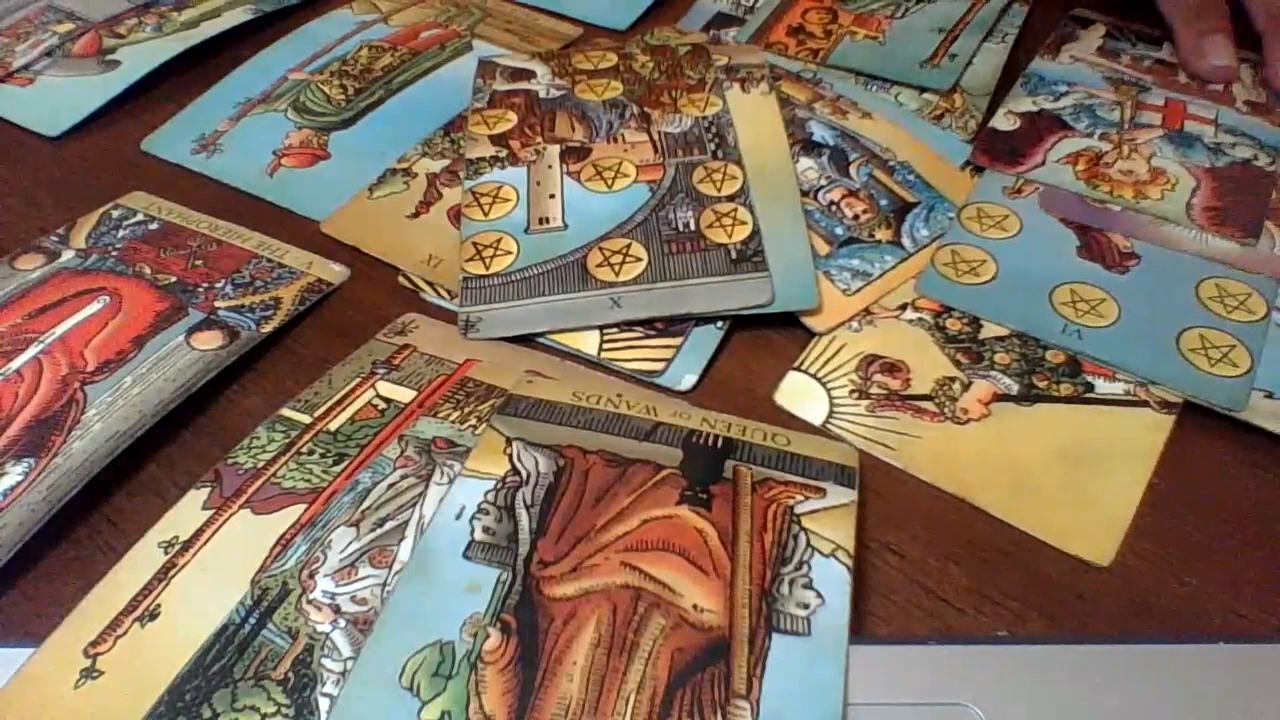 V · THE HIEROPHANT.
IX
X
VI
QUEEN OF WANDS